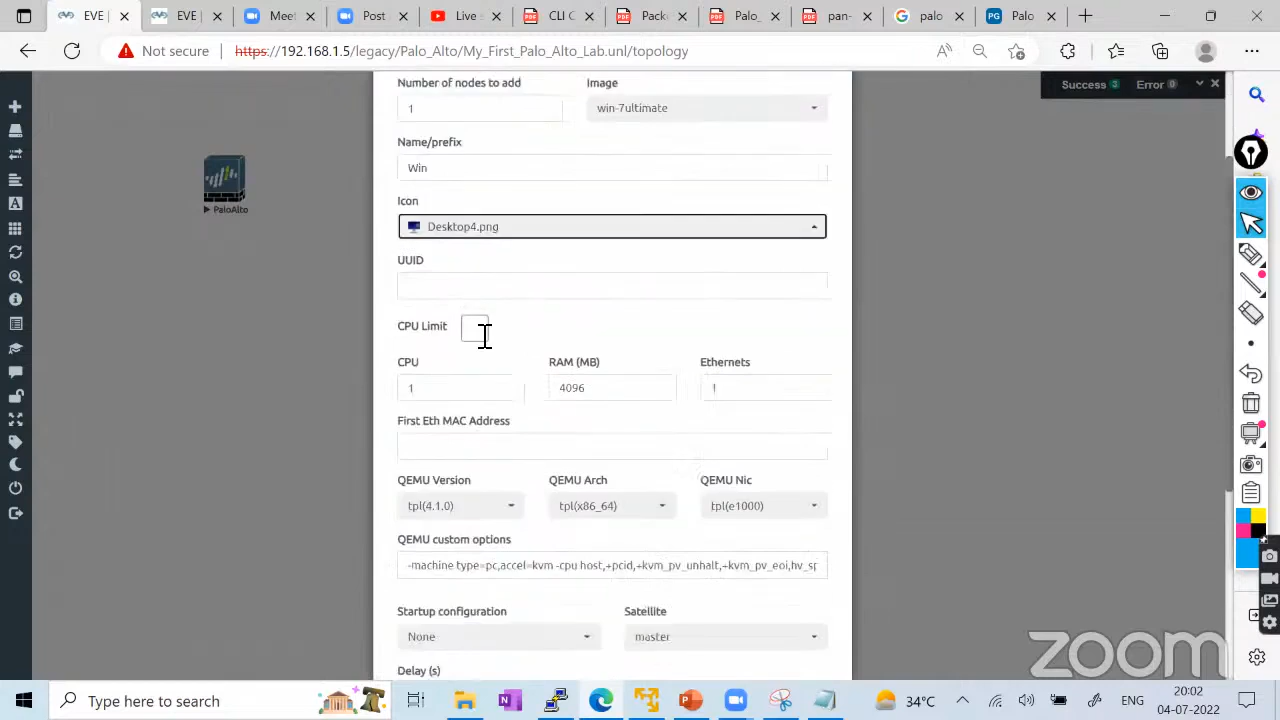 EVE
EVE
Meet
Post
Live
CLI C
Pack
Palo_
pan-
palo
Palo
Not secure https://192.168.1.5/legacy/Palo_Alto/My_First_Palo_Alto_Lab.unl/topology
Success 3 Error 0
Number of nodes to add
Image
1
win-7ultimate
Name/prefix
Win
Icon
Desktop4.png
UUID
CPU Limit
CPU
RAM (MB)
Ethernets
1
4096
First Eth MAC Address
QEMU Version
QEMU Arch
QEMU Nic
tpl(4.1.0)
tpl(x86_64)
tpl(e1000)
QEMU custom options
-machine type=pc,accel=kvm -cpu host,+pcid,+kvm_pv_unhalt,+kvm_pv_eoi,hv_sp
Startup configuration
Satellite
None
master
Delay (s)
PaloAlto
zoom
Type here to search
34°C
ENG
20:02
04-07-2022